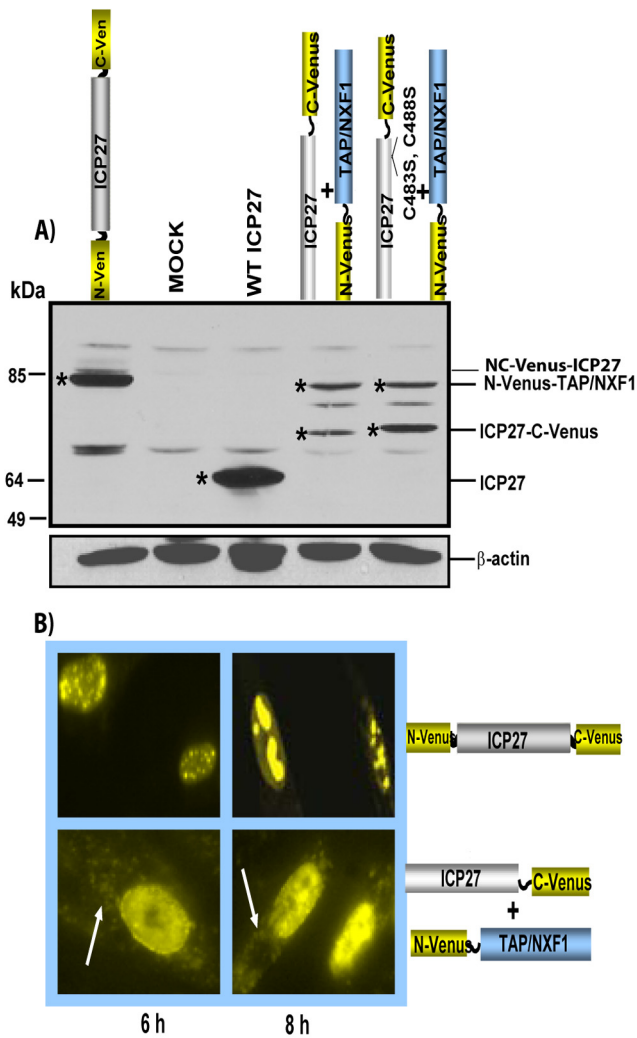 C-Ven
ICP27
N-Ven
MOCK
WT ICP27
C-Venus
ICP27
+
TAP/NXF1
N-Venus
C-Venus
ICP27
C483S, C488S
+
TAP/NXF1
N-Venus
A)
kDa
85
64
49
*
*
*
*
*
*
NC-Venus-ICP27
N-Venus-TAP/NXF1
ICP27-C-Venus
ICP27
β-actin
B)
N-Venus ICP27 C-Venus
ICP27 C-Venus
+
N-Venus TAP/NXF1
6 h 8 h